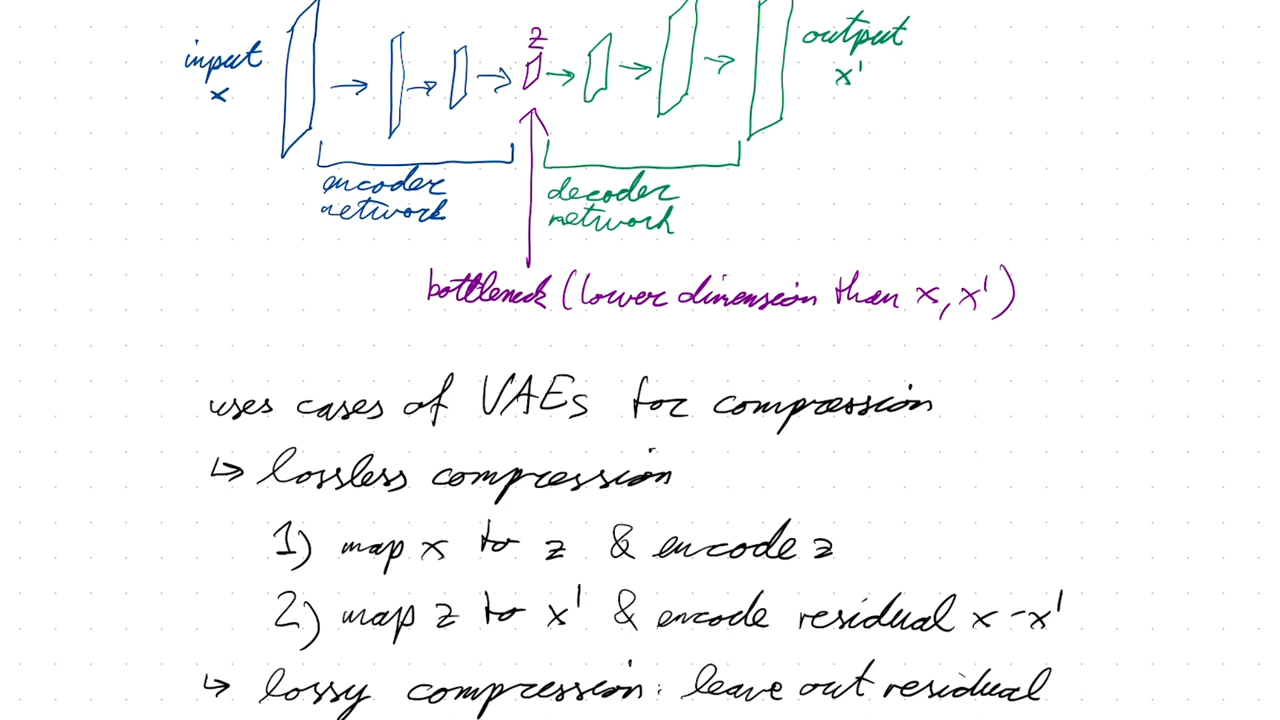 input
x
z
output
x'
encoder
network
decoder
network
bottleneck (lower dimension than x, x')
uses cases of VAEs for compression
↳ lossless compression
1) map x to z & encode z
2) map z to x' & encode residual x - x'
↳ lossy compression: leave out residual